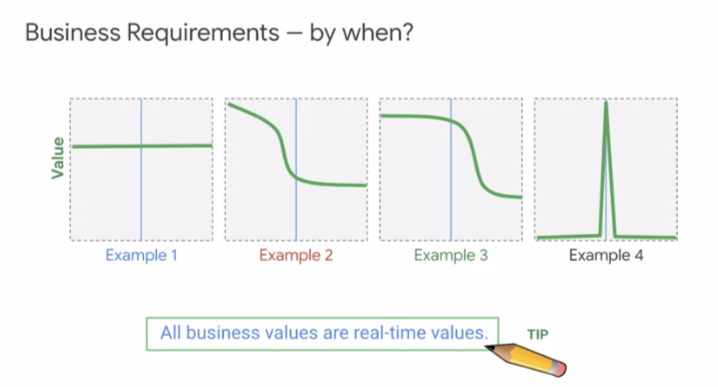 Business Requirements – by when?
Value
Example 1
Example 2
Example 3
Example 4
All business values are real-time values.
TIP